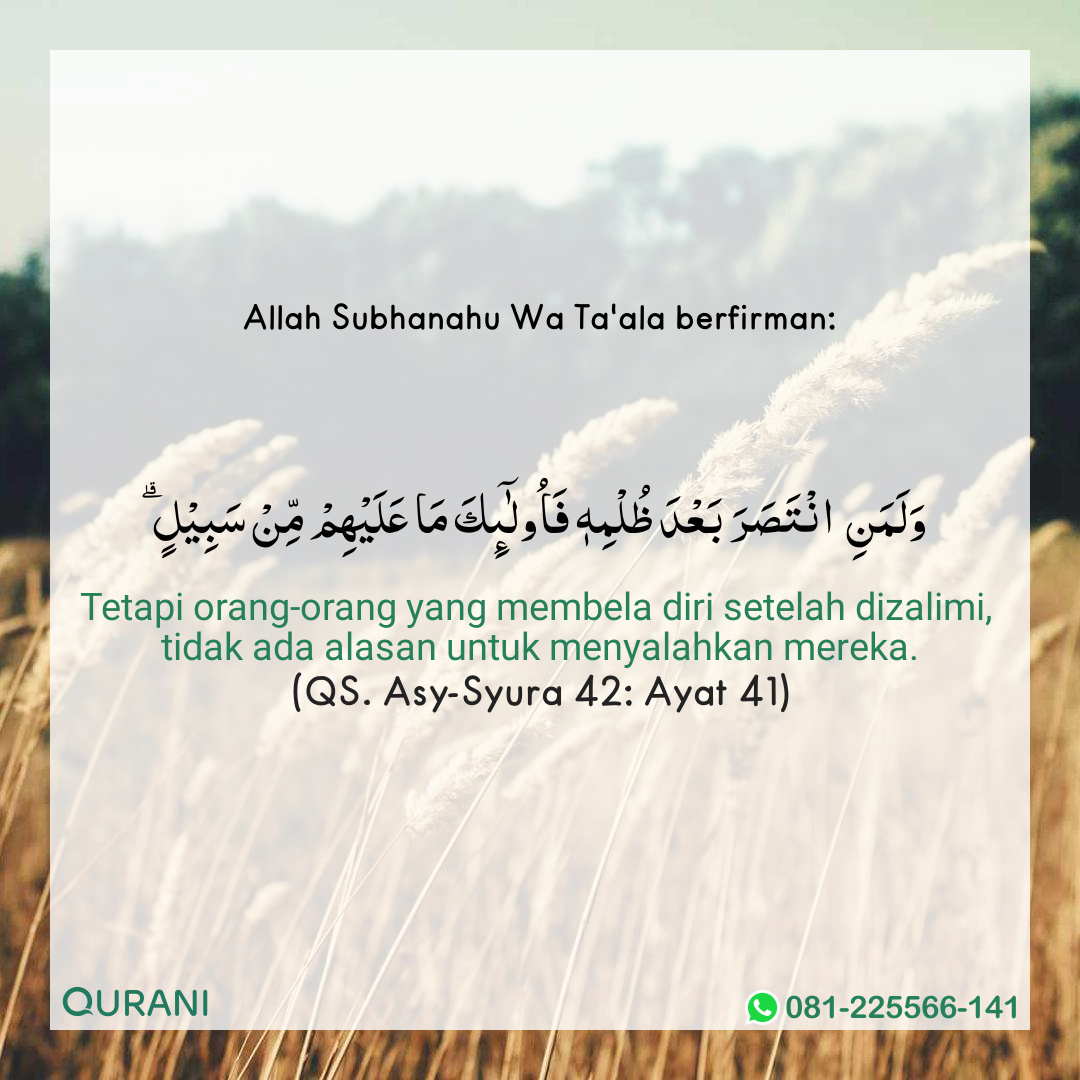 Allah Subhanahu Wa Ta'ala berfirman:
وَلَمَنِ انْتَصَرَ بَعْدَ ظُلْمِهٖ فَاُولٰٓئِكَ مَا عَلَيْهِمْ مِّنْ سَبِيْلٍۗ
Tetapi orang-orang yang membela diri setelah dizalimi,
tidak ada alasan untuk menyalahkan mereka.
(QS. Asy-Syura 42: Ayat 41)
QURANI
081-225566-141